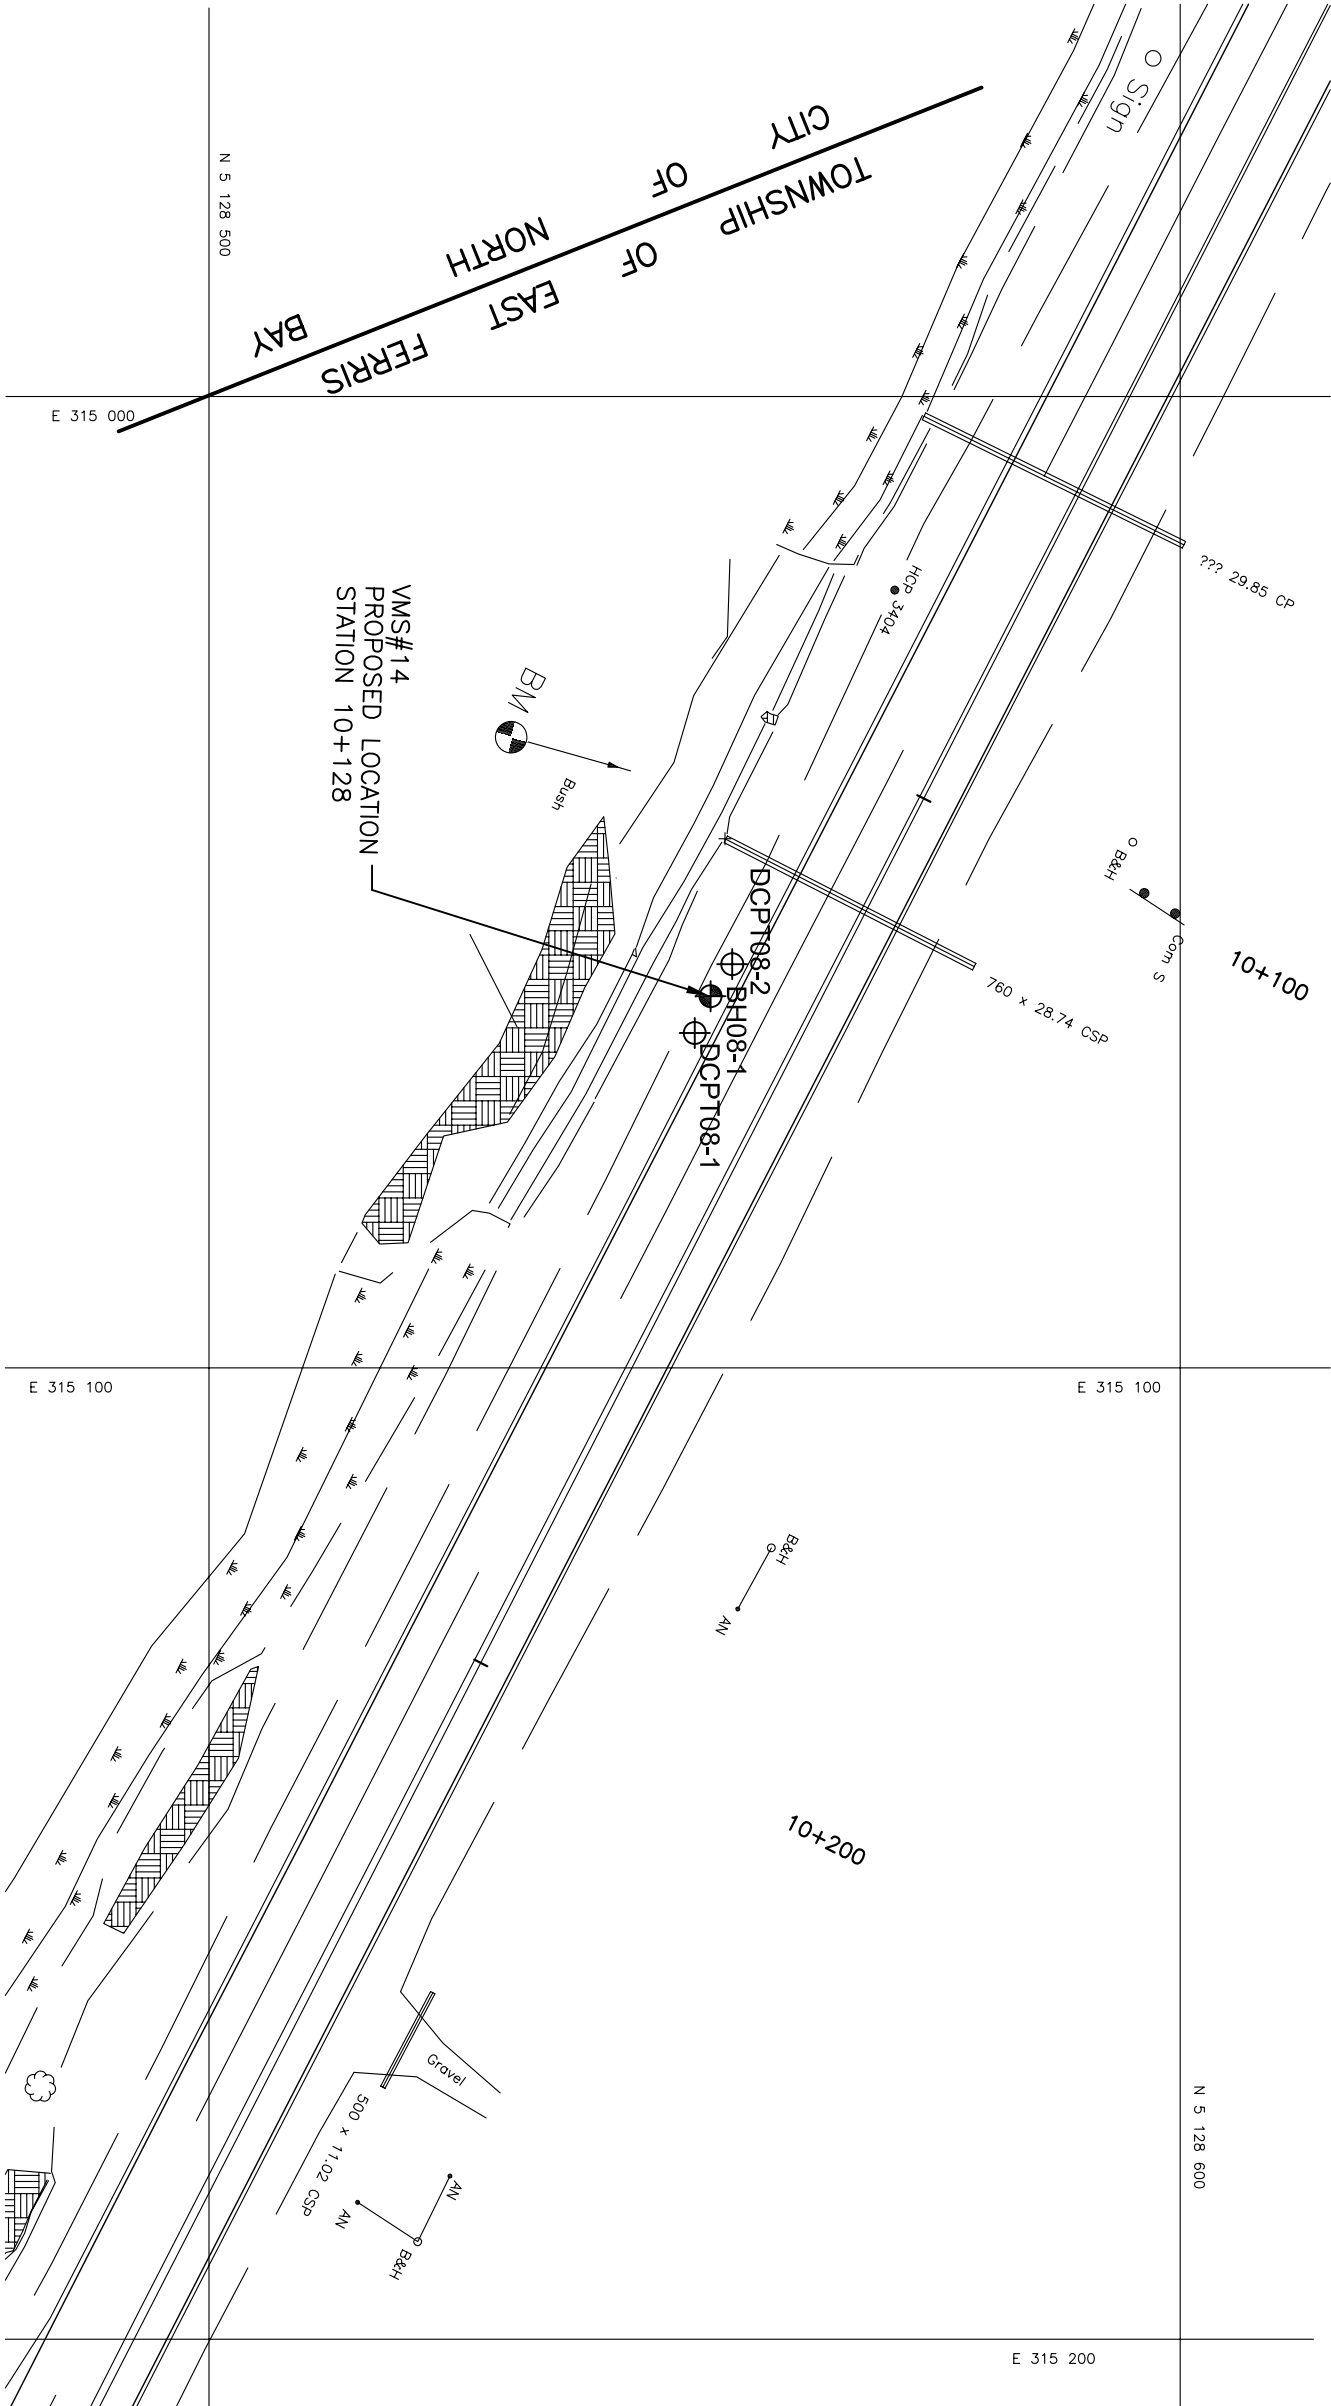 Sign
N 5 128 500
CITY OF NORTH BAY
TOWNSHIP OF EAST FERRIS
E 315 000
??? 29.85 CP
HCP 3404
VMS#14
PROPOSED LOCATION
STATION 10+128
BM
Bush
B&H
Com S
10+100
DCPT08-2
BH08-1
DCPT08-1
760 x 28.74 CSP
E 315 100
E 315 100
B&H
AN
10+200
Gravel
500 x 11.02 CSP
AN
AN
B&H
N 5 128 600
E 315 200